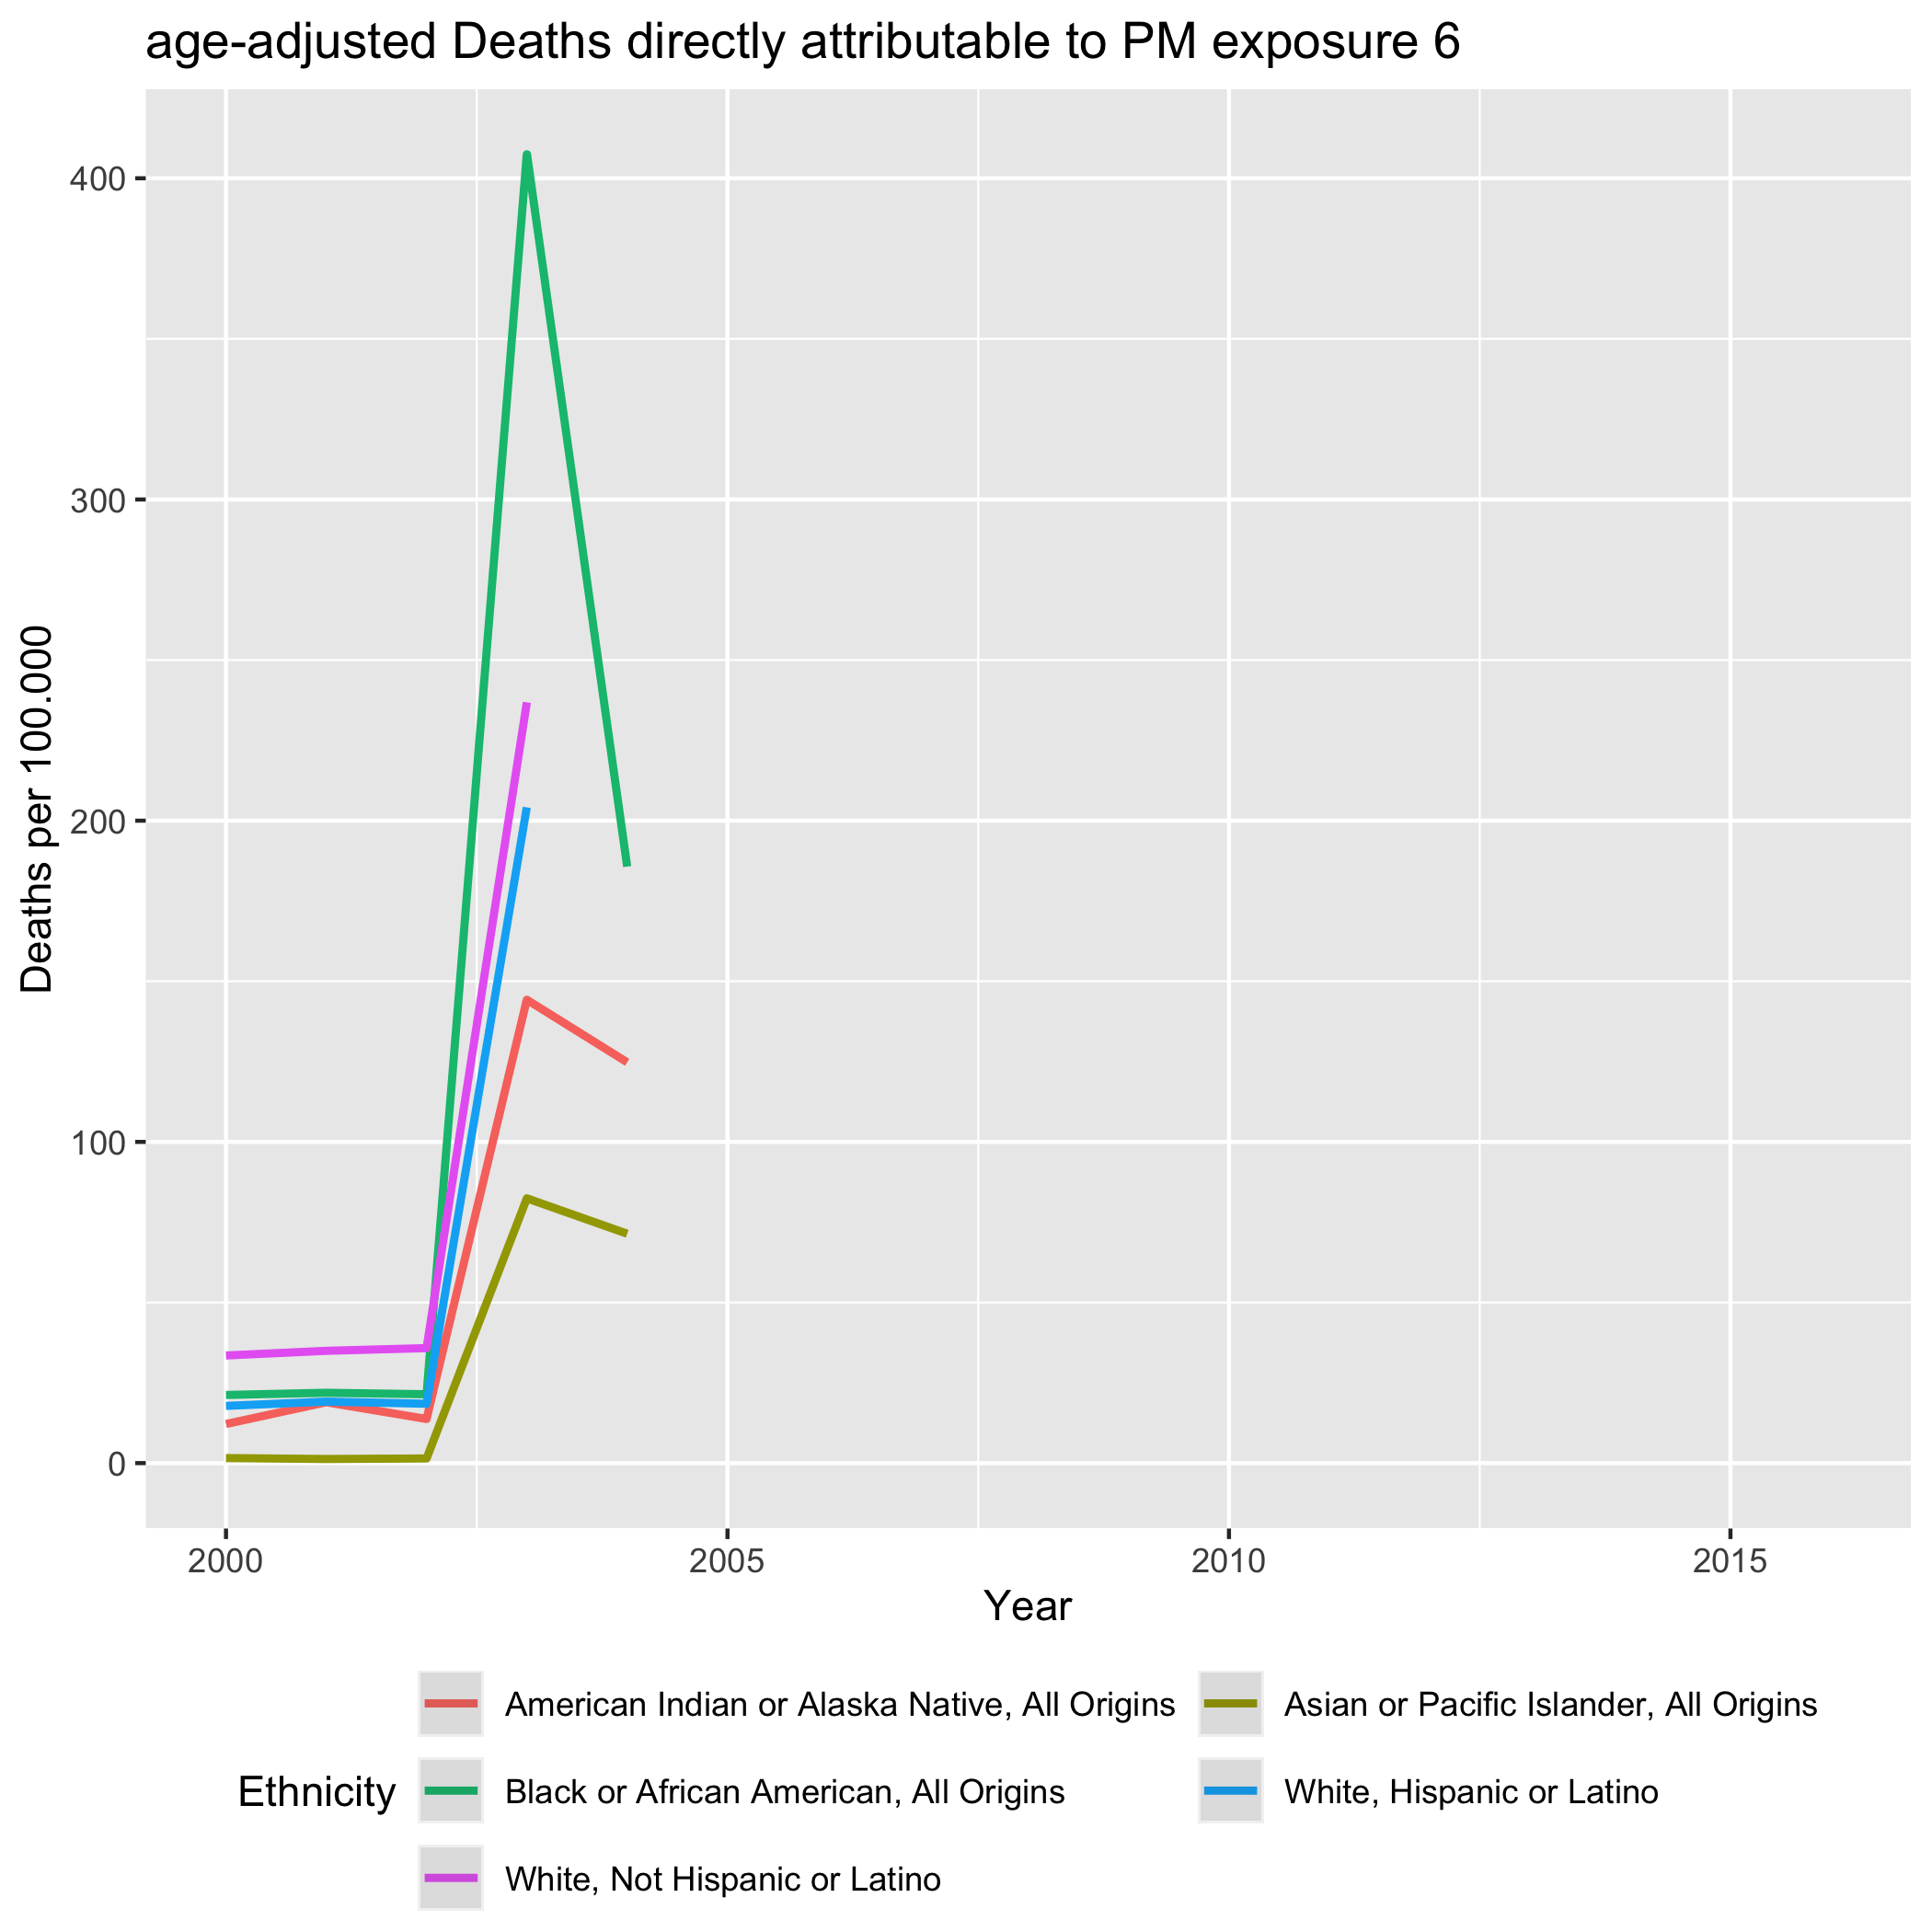 age-adjusted Deaths directly attributable to PM exposure 6
Deaths per 100.000
400
300
200
100
0
2000 2005 2010 2015
Year
Ethnicity
American Indian or Alaska Native, All Origins
Asian or Pacific Islander, All Origins
Black or African American, All Origins
White, Hispanic or Latino
White, Not Hispanic or Latino